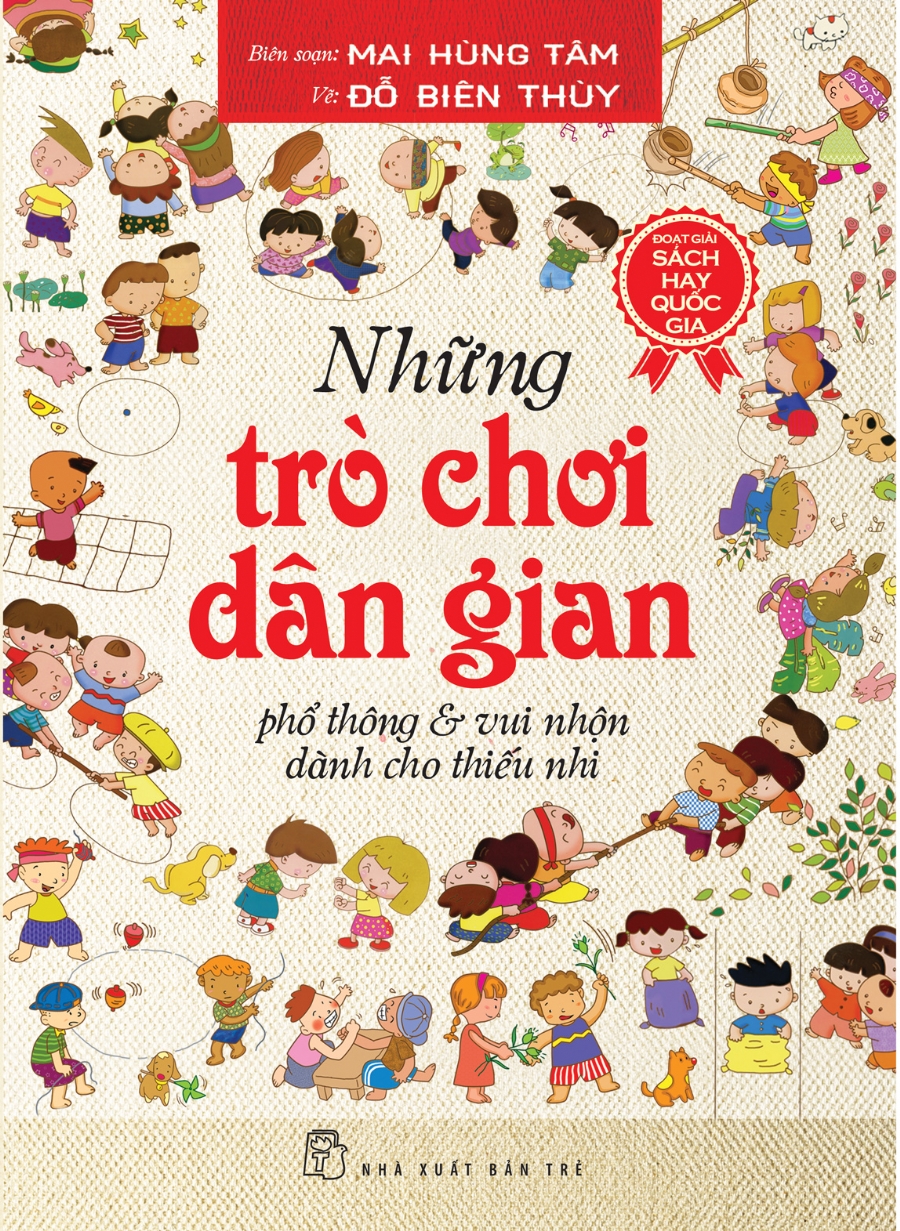 Biên soạn: MAI HÙNG TÂM
Vẽ: ĐỖ BIÊN THÙY
ĐOẠT GIẢI
SÁCH
HAY
QUỐC
GIA
Những
trò chơi
dân gian
phổ thông & vui nhộn
dành cho thiếu nhi
NHÀ XUẤT BẢN TRẺ